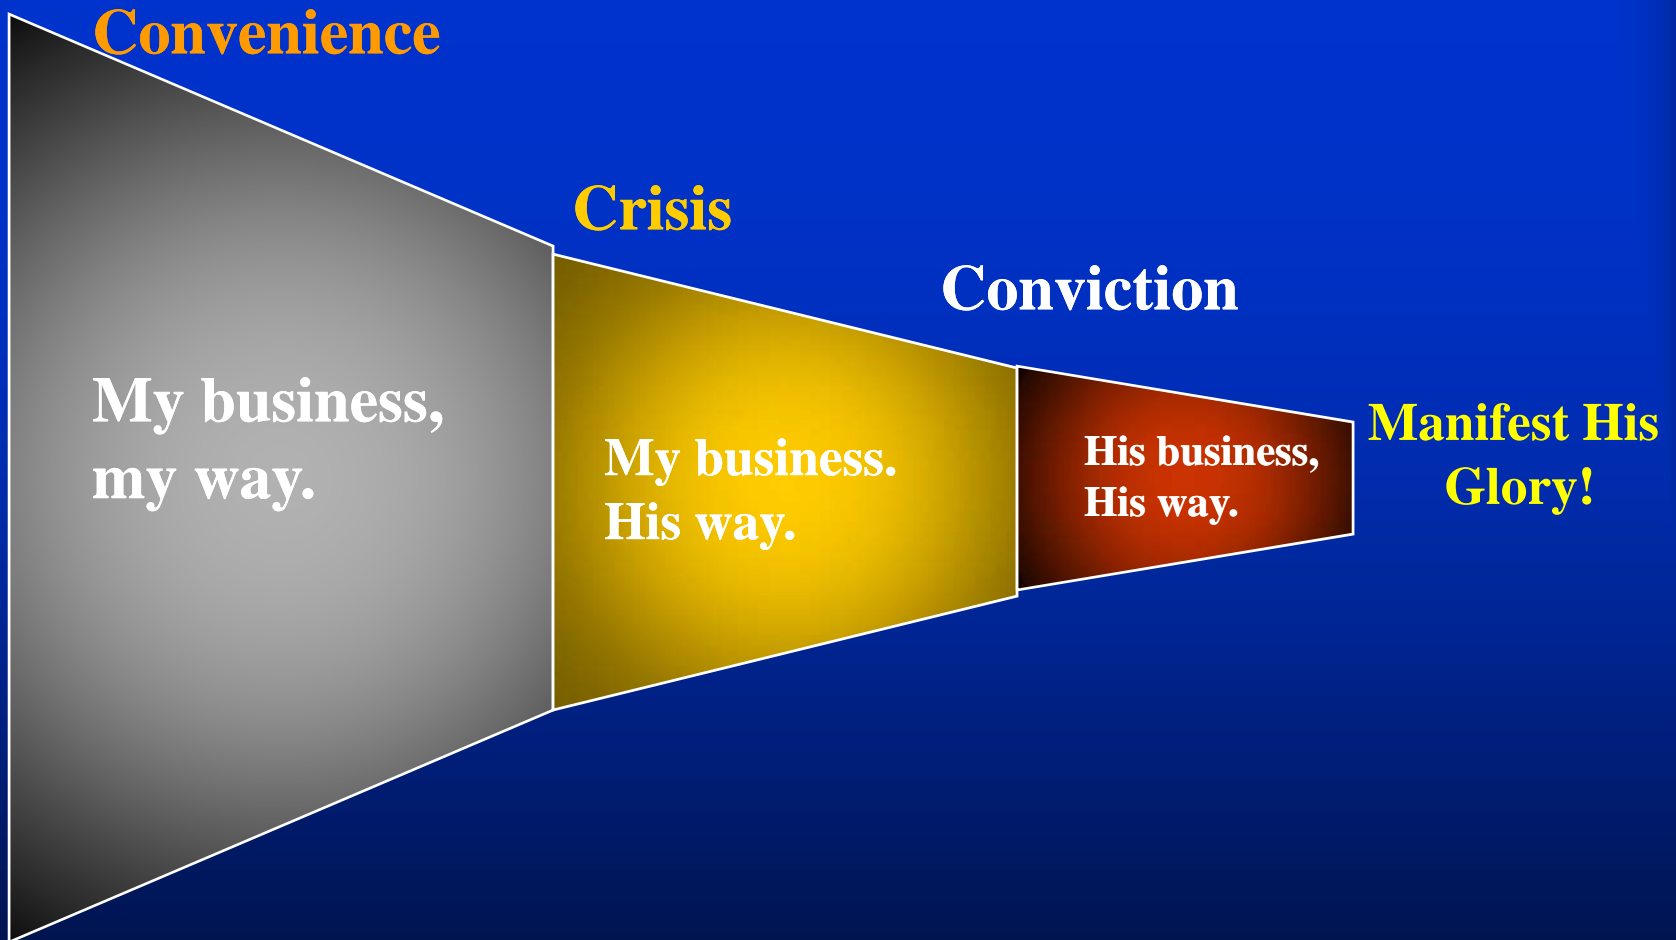 Convenience
Crisis
Conviction
My business,
my way.
My business.
His way.
His business,
His way.
Manifest His
Glory!